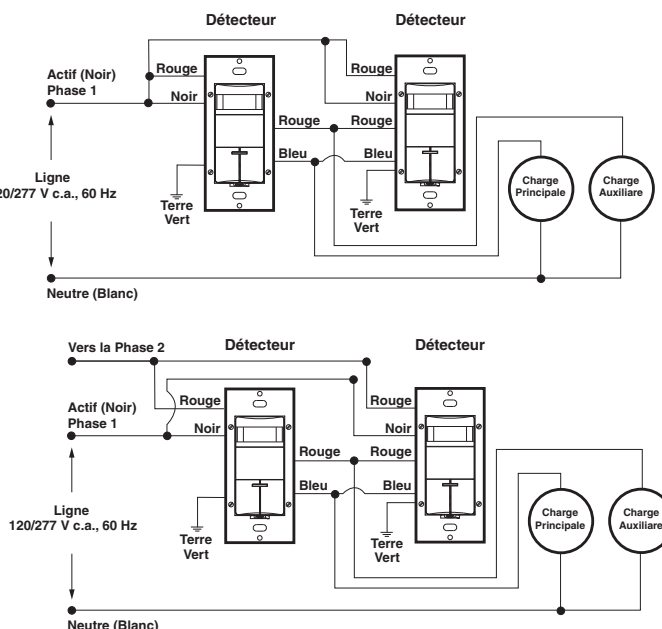 Détecteur
Détecteur
Rouge
Rouge
Actif (Noir)
Phase 1
Noir
Noir
Rouge
Rouge
Bleu
Bleu
Ligne
20/277 V c.a., 60 Hz
Terre
Vert
Terre
Vert
Charge
Principale
Charge
Auxiliare
Neutre (Blanc)
Vers la Phase 2
Détecteur
Détecteur
Rouge
Rouge
Actif (Noir)
Phase 1
Noir
Noir
Rouge
Rouge
Bleu
Bleu
Ligne
120/277 V c.a., 60 Hz
Terre
Vert
Terre
Vert
Charge
Principale
Charge
Auxiliare
Neutre (Blanc)